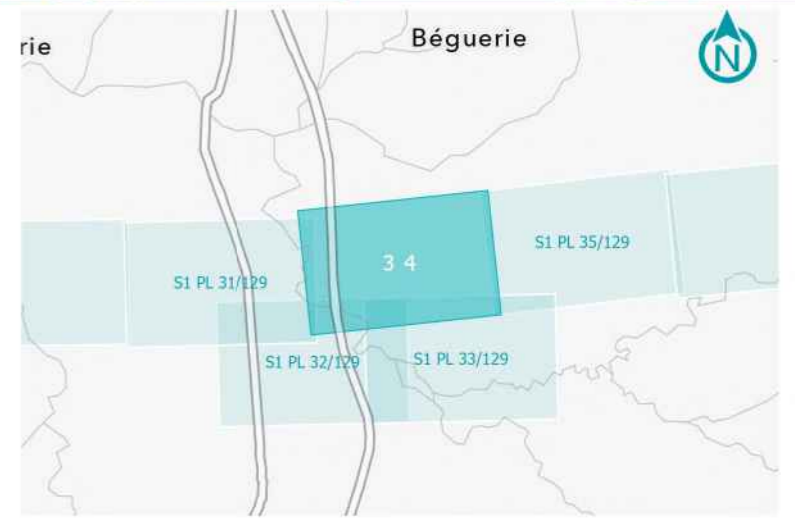 rie
Béguerie
N
S1 PL 35/129
3 4
S1 PL 31/129
S1 PL 32/129
S1 PL 33/129